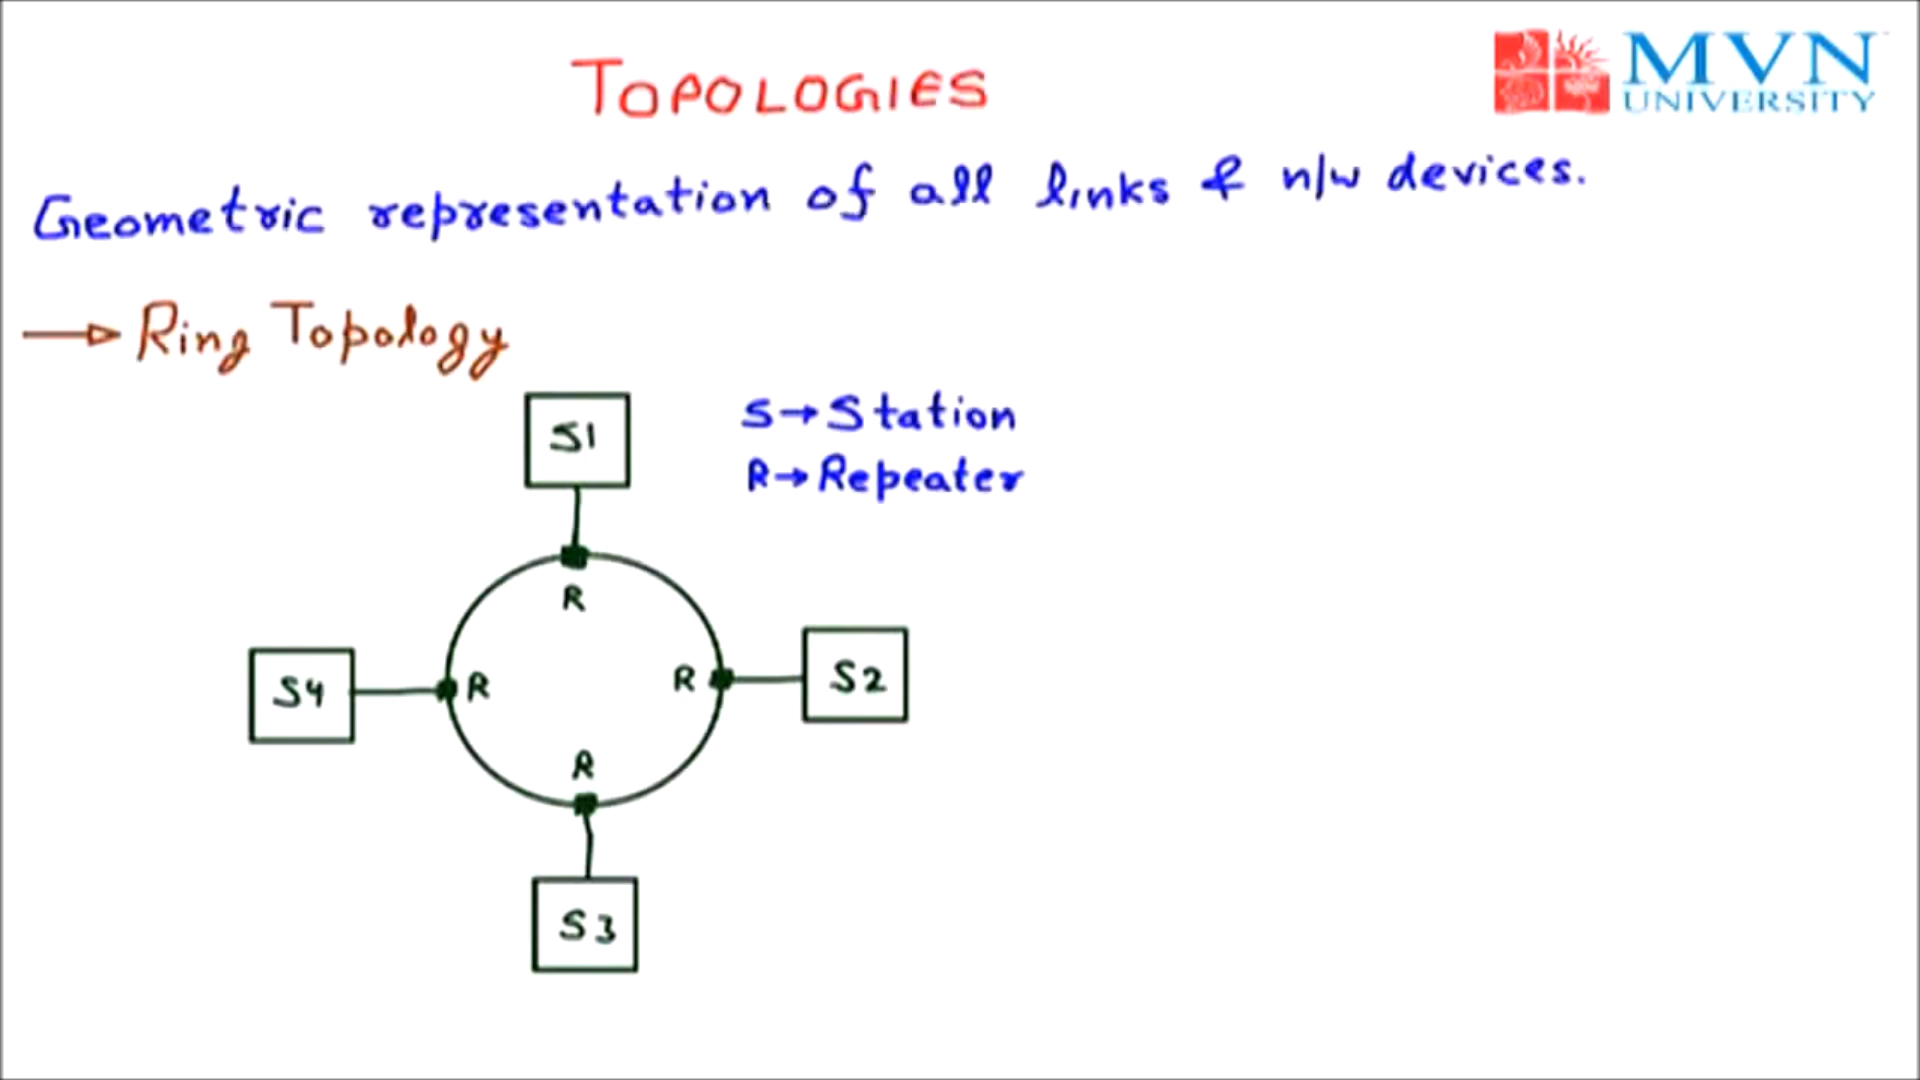 TOPOLOGIES
MVN
UNIVERSITY
Geometric representation of all links & n/w devices.
→ Ring Topology
S1
S→Station
R→Repeater
R
S4
R
R
S2
R
S3